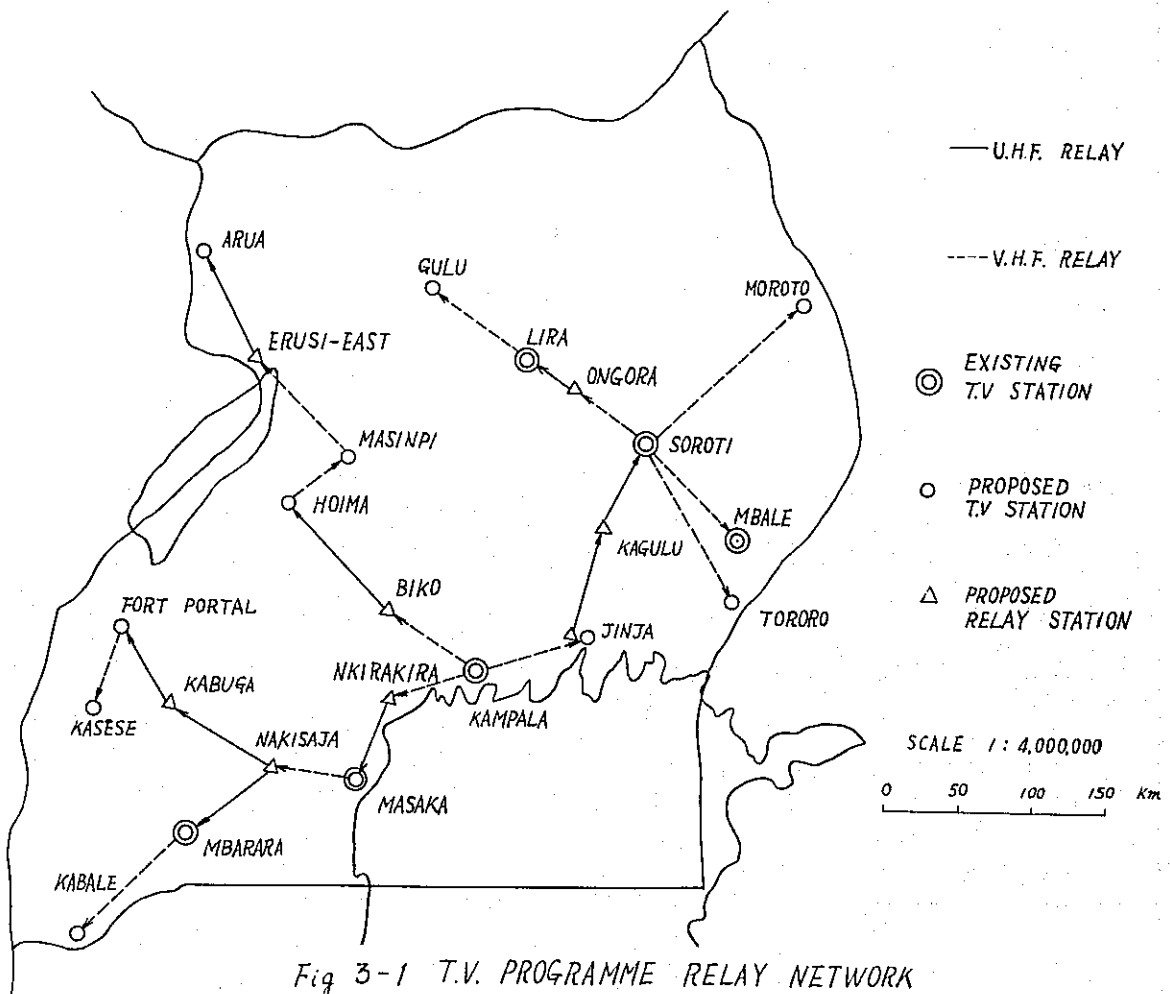 ARUA
GULU
MOROTO
ERUSI-EAST
LIRA
ONGORA
MASINPI
SOROTI
HOIMA
MBALE
KAGULU
BIKO
FORT PORTAL
TORORO
JINJA
NKIRAKIRA
KABUGA
KAMPALA
KASESE
NAKISAJA
MASAKA
MBARARA
KABALE
U.H.F. RELAY
V.H.F. RELAY
EXISTING
T.V STATION
PROPOSED
T.V STATION
PROPOSED
RELAY STATION
SCALE 1 : 4,000,000
0 50 100 150 Km
Fig 3-1 T.V. PROGRAMME RELAY NETWORK